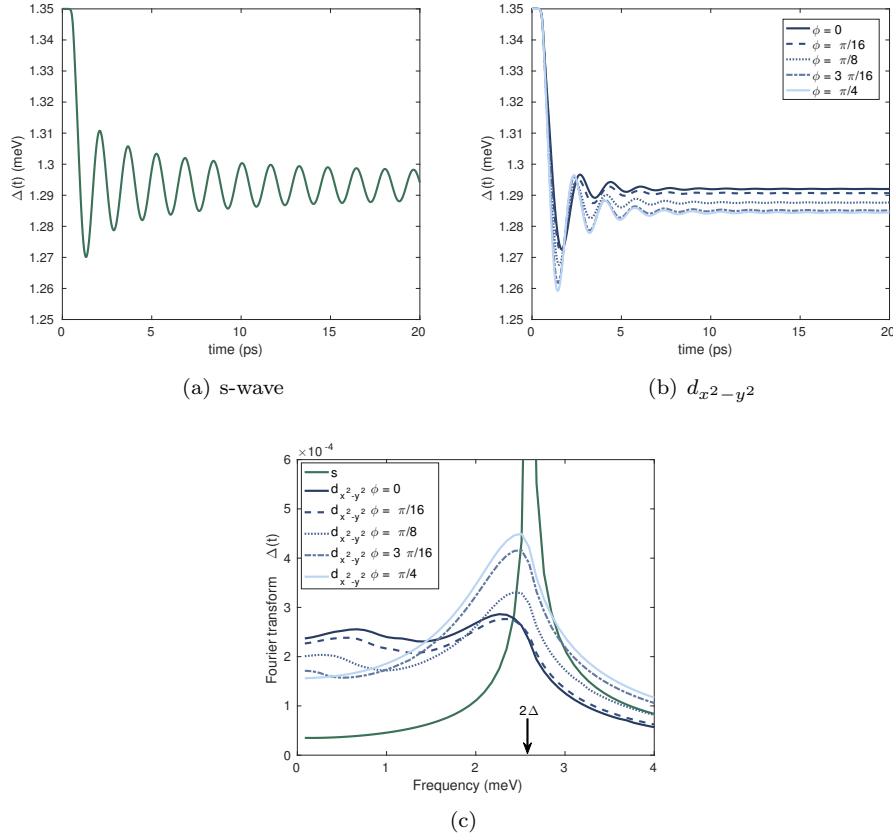 1.35
1.34
1.33
1.32
1.31
1.3
1.29
1.28
1.27
1.26
1.25
Δ(t) (meV)
0 5 10 15 20
time (ps)
(a) s-wave
1.35
1.34
1.33
1.32
1.31
1.3
1.29
1.28
1.27
1.26
1.25
Δ(t) (meV)
ϕ = 0
ϕ = π/16
ϕ = π/8
ϕ = 3 π/16
ϕ = π/4
0 5 10 15 20
time (ps)
(b) d_{x²−y²}
×10⁻⁴
6
5
4
3
2
1
0
Fourier transform Δ(t)
s
d_{x²-y²} ϕ = 0
d_{x²-y²} ϕ = π/16
d_{x²-y²} ϕ = π/8
d_{x²-y²} ϕ = 3 π/16
d_{x²-y²} ϕ = π/4
2Δ
0 1 2 3 4
Frequency (meV)
(c)